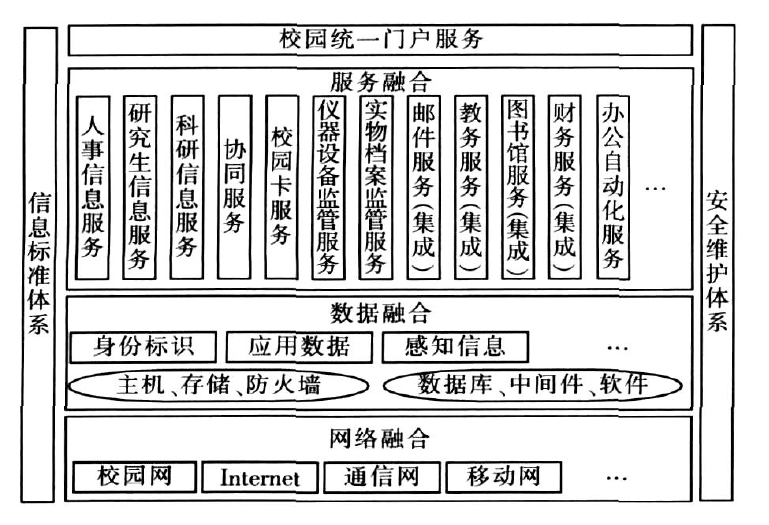 校园统一门户服务
信息标准体系
安全维护体系
服务融合
人事信息服务
研究生信息服务
科研信息服务
协同服务
校园卡服务
仪器设备监管服务
实物档案监管服务
邮件服务(集成)
教务服务(集成)
图书馆服务(集成)
财务服务(集成)
办公自动化服务
…
数据融合
身份标识 应用数据 感知信息 …
主机、存储、防火墙 数据库、中间件、软件
网络融合
校园网 Internet 通信网 移动网 …